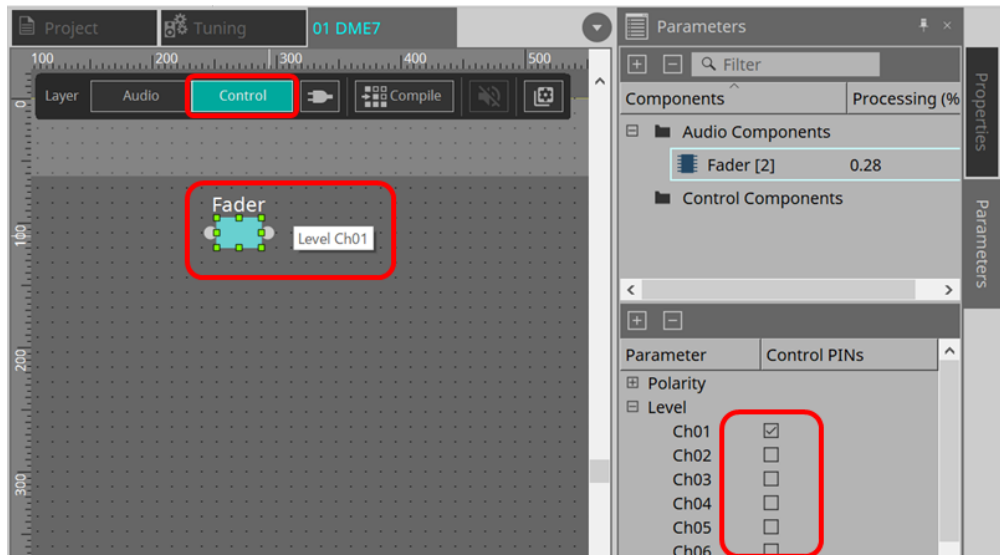 Project
Tuning
01 DME7
100 200 300 400 500
Layer Audio Control Compile
Fader
Level Ch01
100
200
300
Parameters
Filter
Components Processing (%
Audio Components
Fader [2] 0.28
Control Components
Parameter Control PINs
Polarity
Level
Ch01
Ch02
Ch03
Ch04
Ch05
Ch06
Properties
Parameters